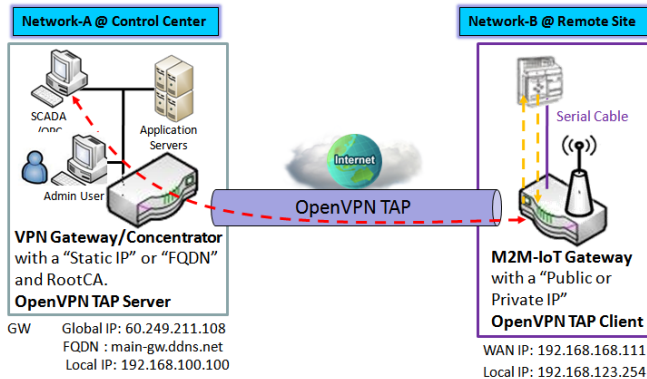 Network-A @ Control Center
Network-B @ Remote Site
SCADA
Application
Servers
Admin User
Serial Cable
Internet
OpenVPN TAP
VPN Gateway/Concentrator
with a “Static IP” or “FQDN”
and RootCA.
OpenVPN TAP Server
M2M-IoT Gateway
with a “Public or
Private IP”
OpenVPN TAP Client
GW Global IP: 60.249.211.108
FQDN : main-gw.ddns.net
Local IP: 192.168.100.100
WAN IP: 192.168.168.111
Local IP: 192.168.123.254